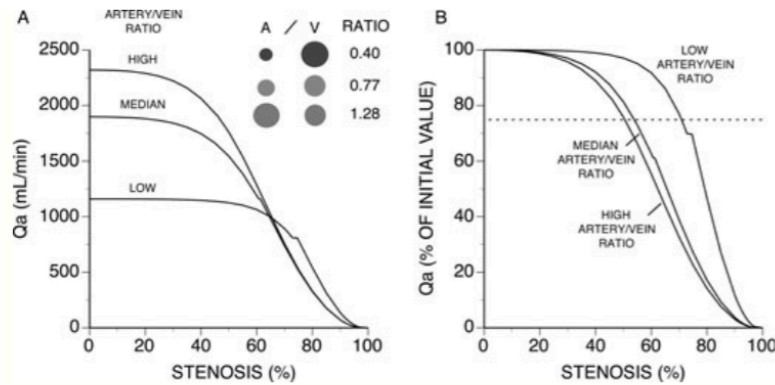 A
ARTERY/VEIN
RATIO
A / V RATIO
0.40
0.77
1.28
HIGH
MEDIAN
LOW
Qa (mL/min)
2500
2000
1500
1000
500
0
0 20 40 60 80 100
STENOSIS (%)
B
LOW
ARTERY/VEIN
RATIO
MEDIAN
ARTERY/VEIN
RATIO
HIGH
ARTERY/VEIN
RATIO
Qa (% OF INITIAL VALUE)
100
80
60
40
20
0
0 20 40 60 80 100
STENOSIS (%)